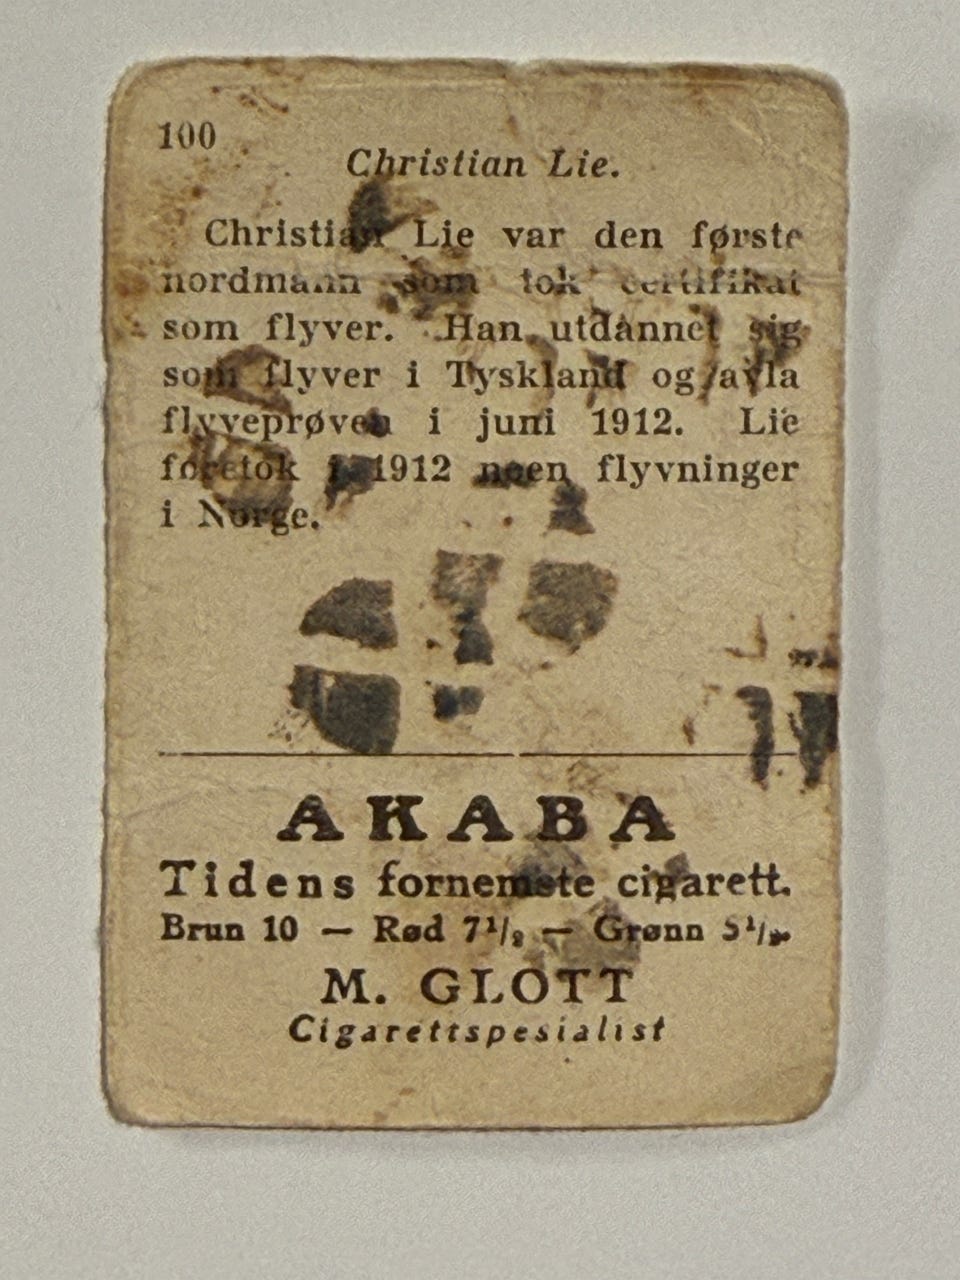 100
Christian Lie.
Christian Lie var den første
nordmann som tok certifikat
som flyver. Han utdannet sig
som flyver i Tyskland og avla
flyveprøven i juni 1912. Lie
foretok i 1912 noen flyvninger
i Norge.
AKABA
Tidens fornemste cigarett.
Brun 10 — Rød 7¹/₂ — Grønn 5¹/₂
M. GLOTT
Cigarettspesialist